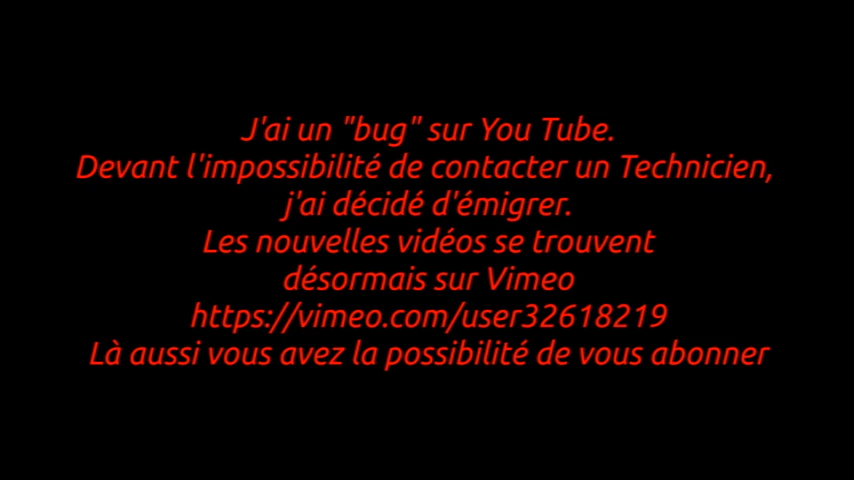 J'ai un "bug" sur You Tube.
Devant l'impossibilité de contacter un Technicien,
j'ai décidé d'émigrer.
Les nouvelles vidéos se trouvent
désormais sur Vimeo
https://vimeo.com/user32618219
Là aussi vous avez la possibilité de vous abonner